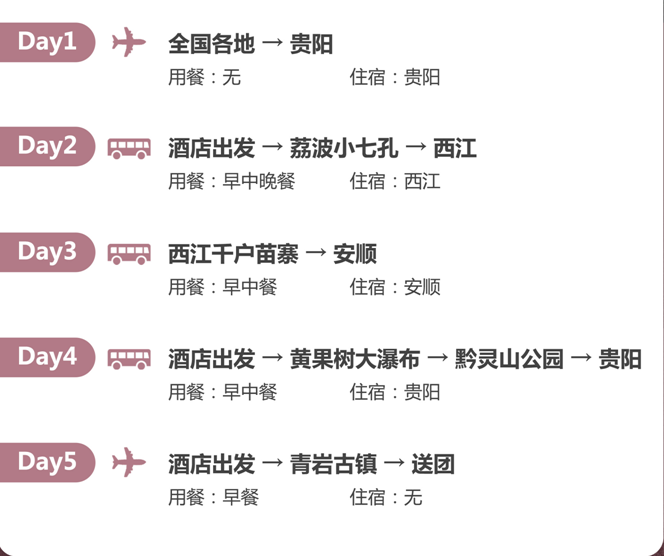 Day1
全国各地 → 贵阳
用餐：无 住宿：贵阳
Day2
酒店出发 → 荔波小七孔 → 西江
用餐：早中晚餐 住宿：西江
Day3
西江千户苗寨 → 安顺
用餐：早中餐 住宿：安顺
Day4
酒店出发 → 黄果树大瀑布 → 黔灵山公园 → 贵阳
用餐：早中餐 住宿：贵阳
Day5
酒店出发 → 青岩古镇 → 送团
用餐：早餐 住宿：无